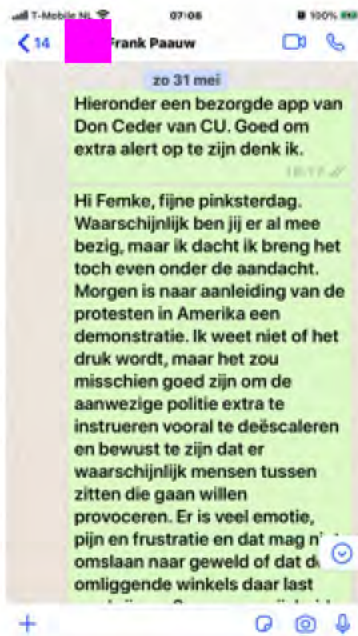 T-Mobile NL 07:08 100%
14 Frank Paauw
zo 31 mei
Hieronder een bezorgde app van
Don Ceder van CU. Goed om
extra alert op te zijn denk ik.
Hi Femke, fijne pinksterdag.
Waarschijnlijk ben jij er al mee
bezig, maar ik dacht ik breng het
toch even onder de aandacht.
Morgen is naar aanleiding van de
protesten in Amerika een
demonstratie. Ik weet niet of het
druk wordt, maar het zou
misschien goed zijn om de
aanwezige politie extra te
instrueren vooral te deëscaleren
en bewust te zijn dat er
waarschijnlijk mensen tussen
zitten die gaan willen
provoceren. Er is veel emotie,
pijn en frustratie en dat mag
omslaan naar geweld of dat
omliggende winkels daar last